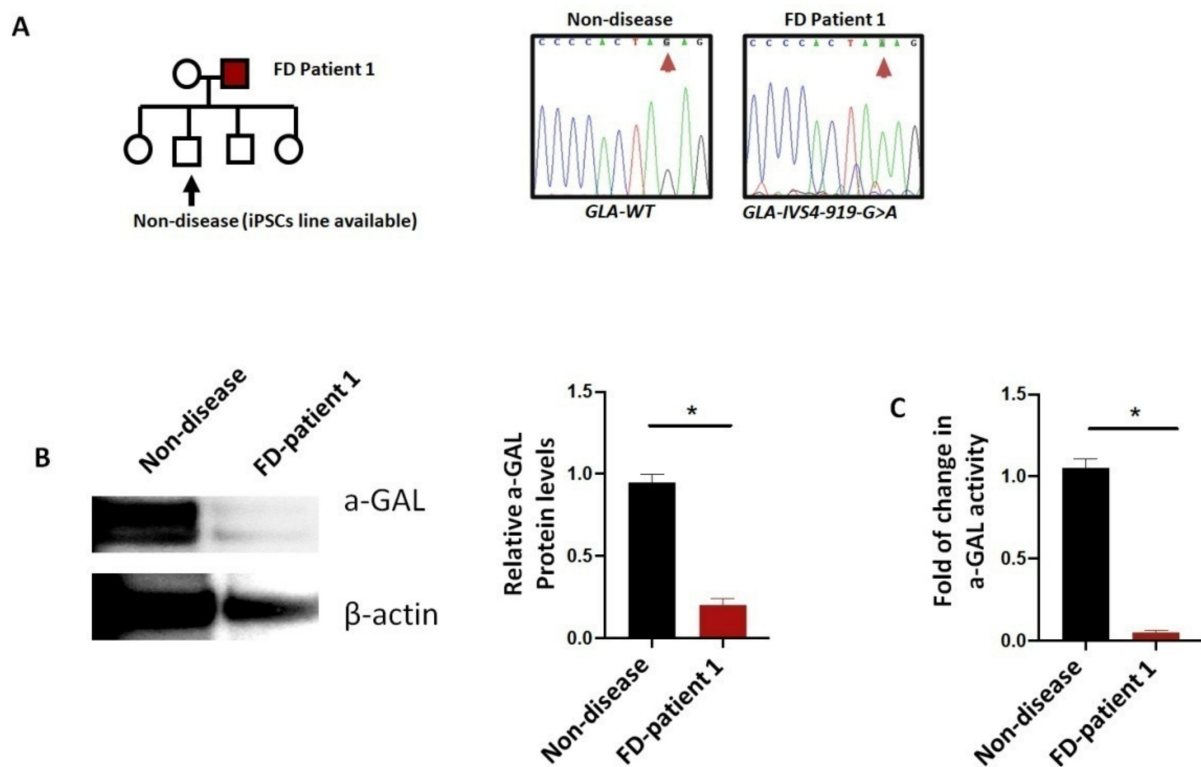 A
FD Patient 1
Non-disease (iPSCs line available)
Non-disease
C C C C A C T A G A G
GLA-WT
FD Patient 1
C C C C A C T A A A G
GLA-IVS4-919-G>A
B
Non-disease
FD-patient 1
a-GAL
β-actin
Relative a-GAL
Protein levels
1.5
1.0
0.5
0.0
*
Non-disease
FD-patient 1
C
Fold of change in
a-GAL activity
1.5
1.0
0.5
0.0
*
Non-disease
FD-patient 1